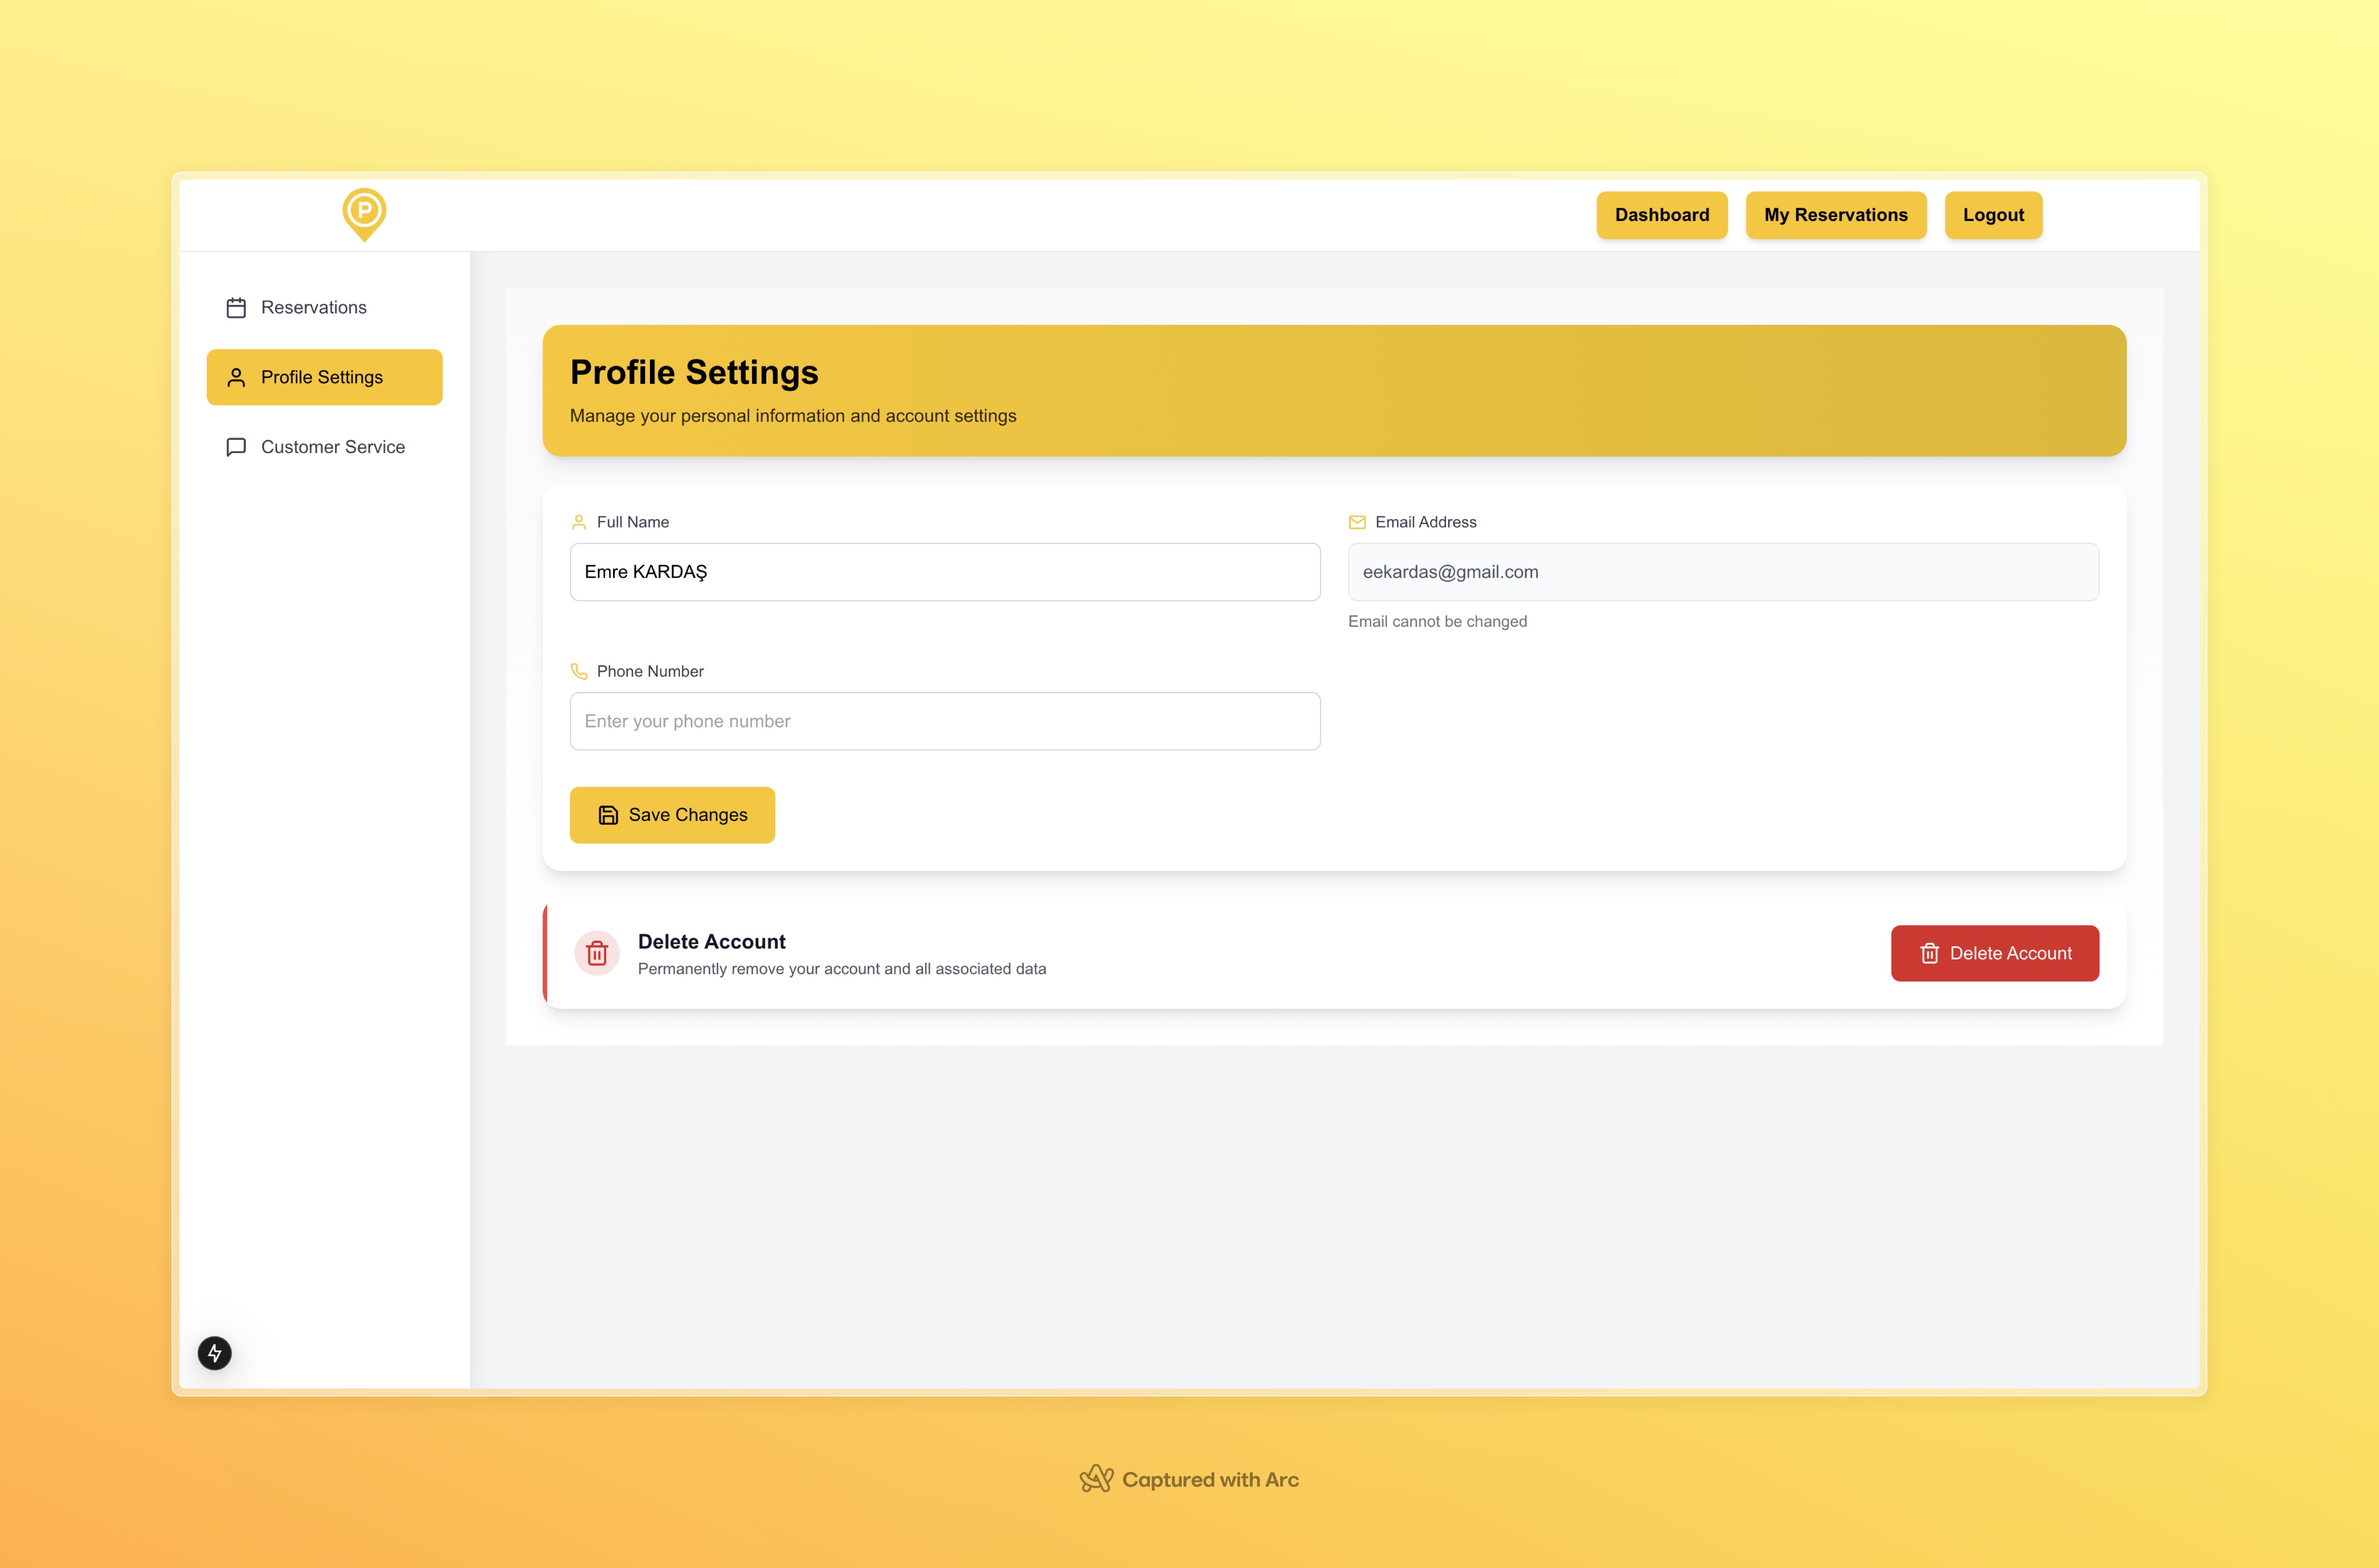 P
Dashboard
My Reservations
Logout
Reservations
Profile Settings
Customer Service
Profile Settings
Manage your personal information and account settings
Full Name
Emre KARDAŞ
Email Address
eekardas@gmail.com
Email cannot be changed
Phone Number
Enter your phone number
Save Changes
Delete Account
Permanently remove your account and all associated data
Delete Account
Captured with Arc